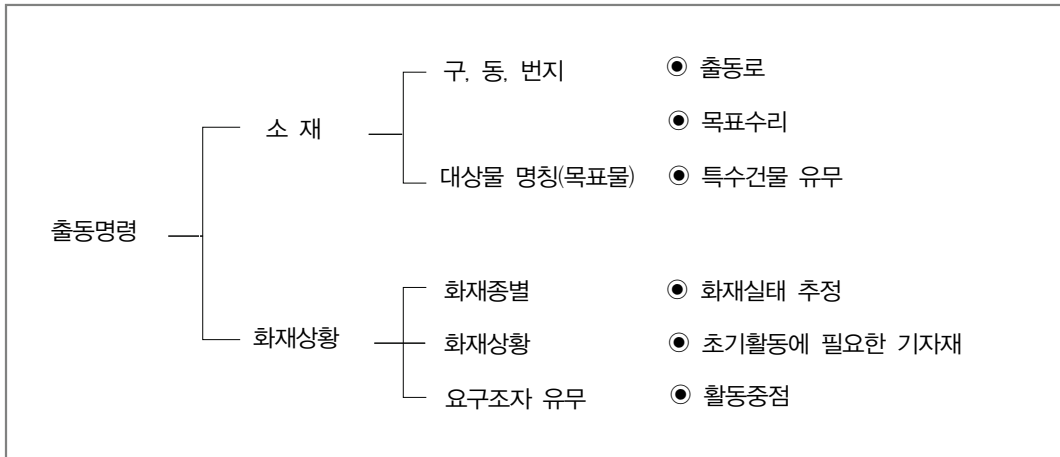 구, 동, 번지 ◉ 출동로
소 재 ◉ 목표수리
대상물 명칭(목표물) ◉ 특수건물 유무
출동명령
화재종별 ◉ 화재실태 추정
화재상황 화재상황 ◉ 초기활동에 필요한 기자재
요구조자 유무 ◉ 활동중점